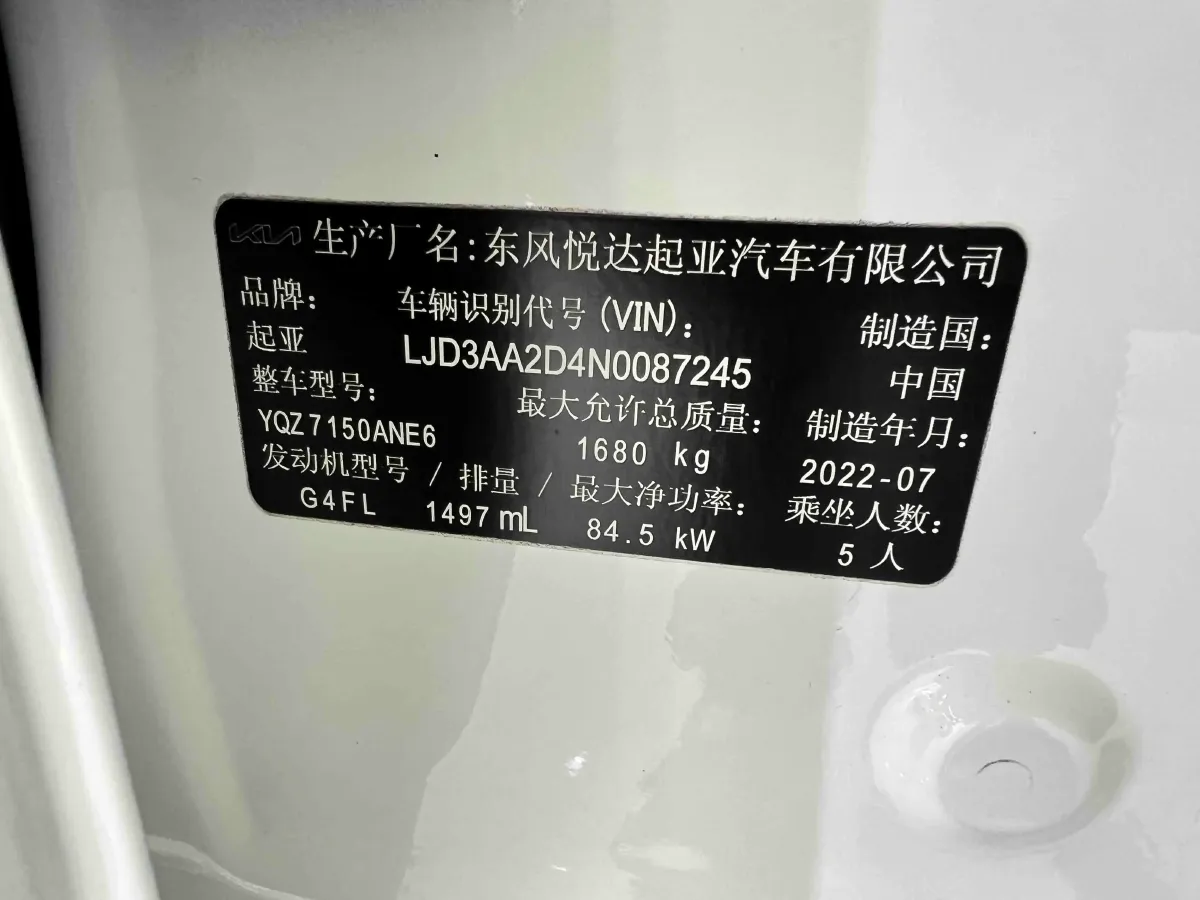 KIA 生产厂名:东风悦达起亚汽车有限公司
品牌: 车辆识别代号(VIN): 制造国:
起亚 LJD3AA2D4N0087245 中国
整车型号: 最大允许总质量: 制造年月:
YQZ7150ANE6 1680 kg 2022-07
发动机型号 / 排量 / 最大净功率: 乘坐人数:
G4FL 1497 mL 84.5 kW 5 人